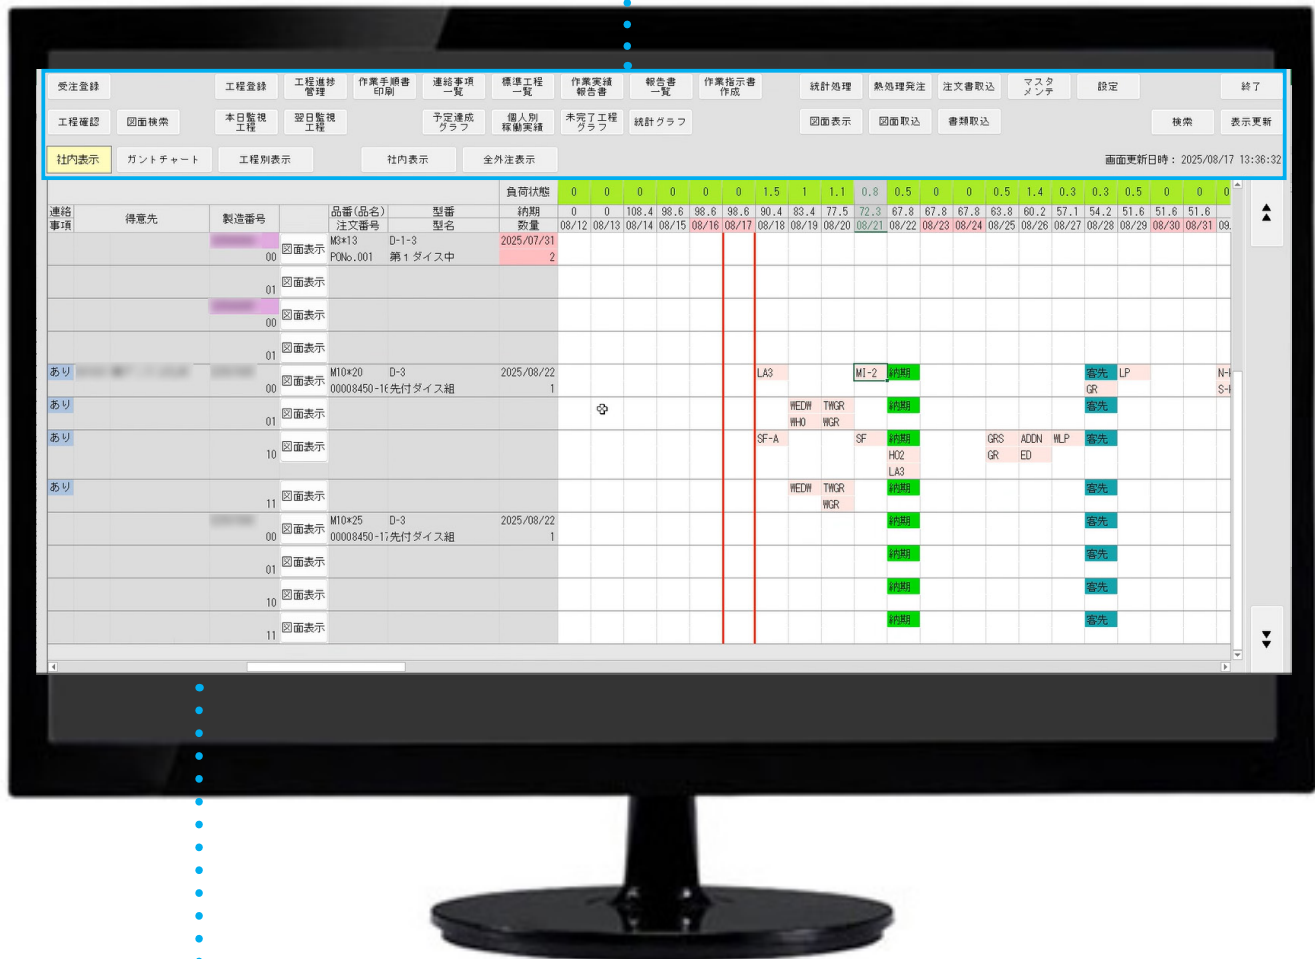 受注登録 工程登録 工程進捗管理 作業手順書印刷 連絡事項一覧 標準工程一覧 作業実績報告書 報告書一覧 作業指示書作成 統計処理 熱処理発注 注文書取込 マスタメンテ 設定 終了
工程確認 図面検索 本日監視工程 翌日監視工程 予定達成グラフ 個人別稼働実績 未完了工程グラフ 統計グラフ 図面表示 図面取込 書類取込 検索 表示更新
社内表示 ガントチャート 工程別表示 社内表示 全外注表示 画面更新日時： 2025/08/17 13:36:32
負荷状態 0 0 0 0 0 0 1.5 1 1.1 0.8 0.5 0 0 0.5 1.4 0.3 0.3 0.5 0 0 0
連絡事項 得意先 製造番号 品番(品名) 型番 納期 0 0 108.4 98.6 98.6 98.6 90.4 83.4 77.5 72.3 67.8 67.8 67.8 63.8 60.2 57.1 54.2 51.6 51.6 51.6
注文番号 型名 数量 08/12 08/13 08/14 08/15 08/16 08/17 08/18 08/19 08/20 08/21 08/22 08/23 08/24 08/25 08/26 08/27 08/28 08/29 08/30 08/31 09
00 図面表示 M3*13 D-1-3 2025/07/31
PONo.001 第1ダイス中 2
01 図面表示
00 図面表示
01 図面表示
あり 00 図面表示 M10*20 D-3 2025/08/22 LA3 MI-2 納期 客先 LP
00008450-16 先付ダイス組 1 GR
あり 01 図面表示 WEDW TWGR 納期 客先
WHO WGR
あり 10 図面表示 SF-A SF 納期 GRS ADDN WLP 客先
HO2 GR ED
LA3
あり 11 図面表示 WEDW TWGR 納期 客先
WGR
00 図面表示 M10*25 D-3 2025/08/22 納期 客先
00008450-17 先付ダイス組 1
01 図面表示 納期 客先
10 図面表示 納期 客先
11 図面表示 納期 客先